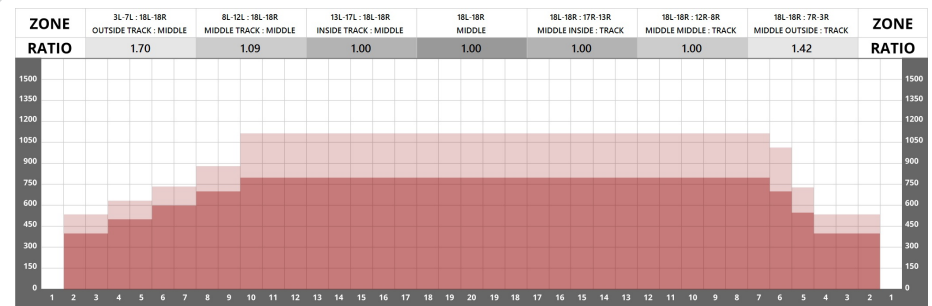 ZONE
3L-7L : 18L-18R
OUTSIDE TRACK : MIDDLE
8L-12L : 18L-18R
MIDDLE TRACK : MIDDLE
13L-17L : 18L-18R
INSIDE TRACK : MIDDLE
18L-18R
MIDDLE
18L-18R : 17R-13R
MIDDLE INSIDE : TRACK
18L-18R : 12R-8R
MIDDLE MIDDLE : TRACK
18L-18R : 7R-3R
MIDDLE OUTSIDE : TRACK
ZONE
RATIO 1.70 1.09 1.00 1.00 1.00 1.00 1.42 RATIO
1500 1500
1350 1350
1200 1200
1050 1050
900 900
750 750
600 600
450 450
300 300
150 150
0 0
1 2 3 4 5 6 7 8 9 10 11 12 13 14 15 16 17 18 19 20 19 18 17 16 15 14 13 12 11 10 9 8 7 6 5 4 3 2 1